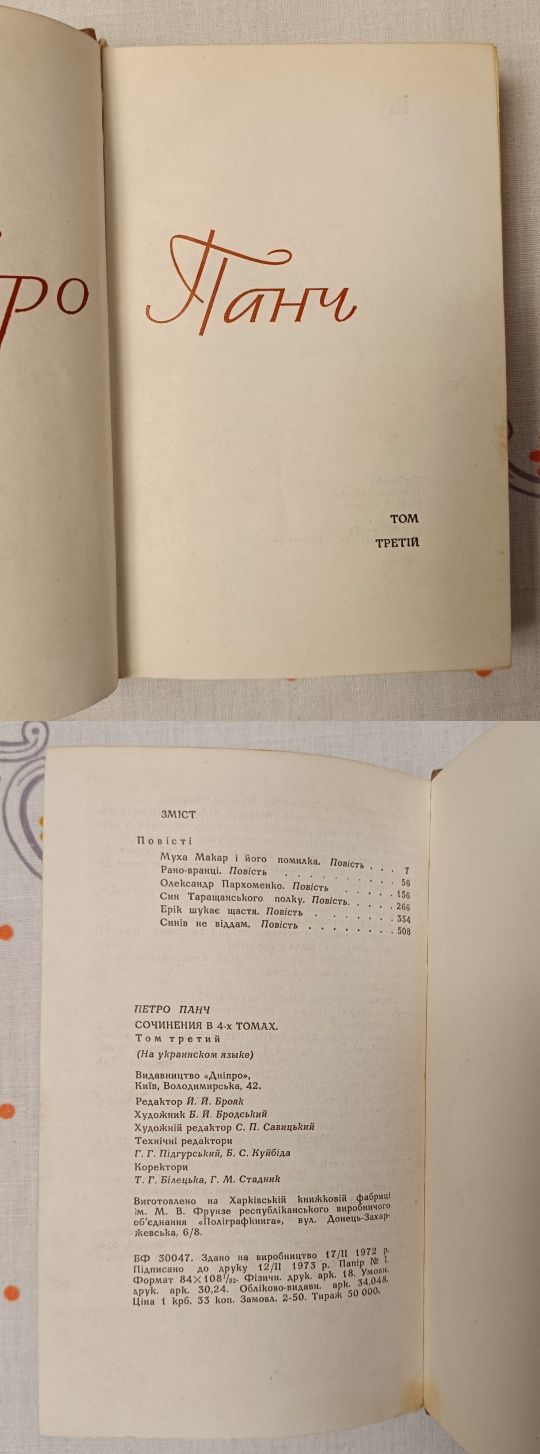 ро
Панч
ТОМ
ТРЕТІЙ
ЗМІСТ
Повісті
Муха Макар і його помилка. Повість . . . 7
Рано-вранці. Повість . . . . . . . . . 56
Олександр Пархоменко. Повість . . . . . 156
Син Таращанського полку. Повість. . . . . 266
Ерік шукає щастя. Повість . . . . . . . 354
Синів не віддам. Повість . . . . . . . . 508
ПЕТРО ПАНЧ
СОЧИНЕНИЯ В 4-х ТОМАХ.
Том третий
(На украинском языке)
Видавництво «Дніпро»,
Київ, Володимирська, 42.
Редактор Й. Й. Брояк
Художник Б. Й. Бродський
Художній редактор С. П. Савицький
Технічні редактори
Г. Г. Підгурський, Б. С. Куйбіда
Коректори
Т. Г. Білецька, Г. М. Стадник
Виготовлено на Харківській книжковій фабриці
ім. М. В. Фрунзе республіканського виробничого
об'єднання «Поліграфкнига», вул. Донець-Захар-
жевська, 6/8.
БФ 30047. Здано на виробництво 17/II 1972 р.
Підписано до друку 12/II 1973 р. Папір № 1.
Формат 84×108 1/32. Фізичн. друк. арк. 18. Умовн.
друк. арк. 30,24. Обліково-видавн. арк. 34,048.
Ціна 1 крб. 33 коп. Замовл. 2-50. Тираж 50 000.